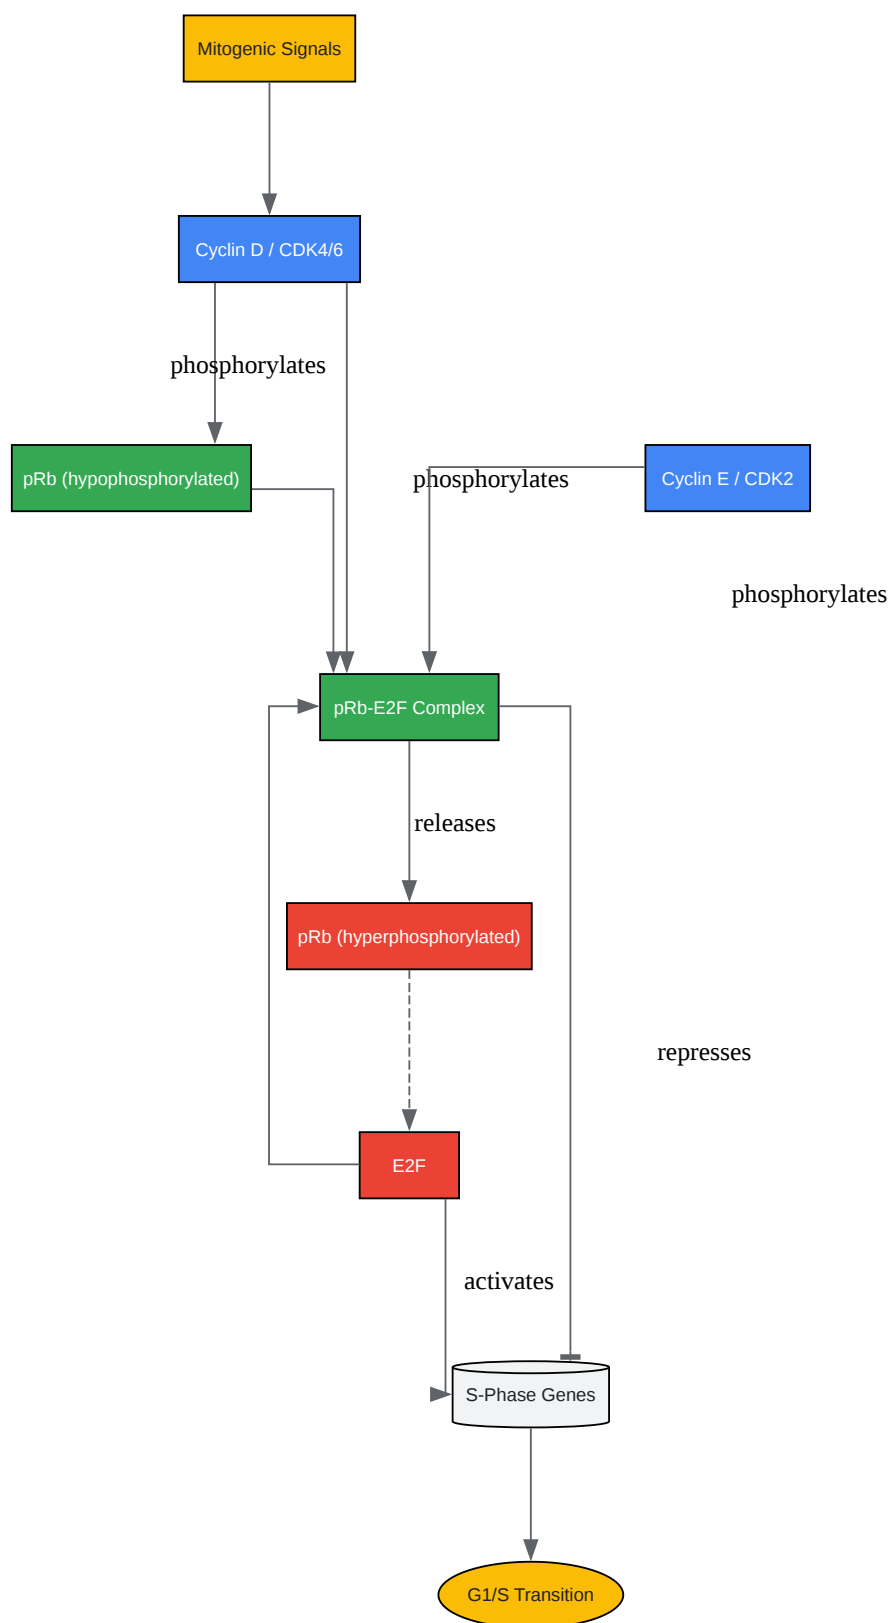 Mitogenic Signals
Cyclin D / CDK4/6
phosphorylates
pRb (hypophosphorylated)
phosphorylates
Cyclin E / CDK2
phosphorylates
pRb-E2F Complex
releases
pRb (hyperphosphorylated)
represses
E2F
activates
S-Phase Genes
G1/S Transition